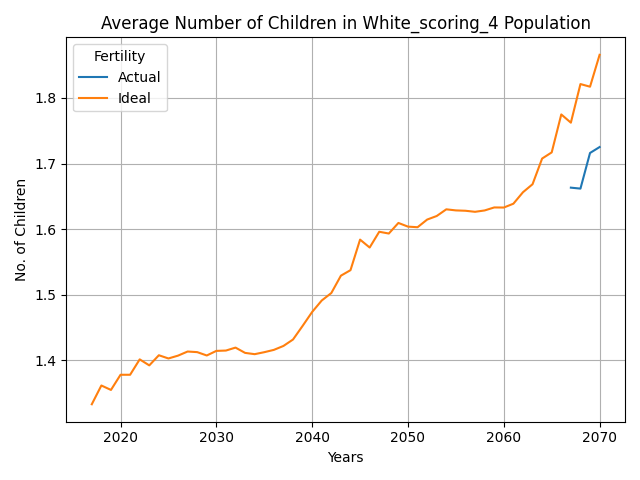 Average Number of Children in White_scoring_4 Population
Fertility
Actual
Ideal
No. of Children
1.8
1.7
1.6
1.5
1.4
2020 2030 2040 2050 2060 2070
Years